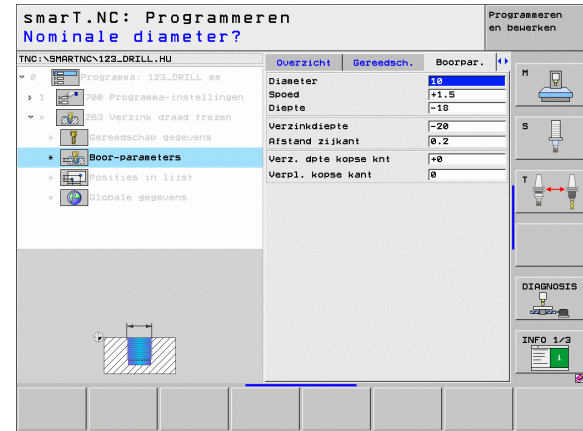 smarT.NC: Programmeren
Nominale diameter?
Programmeren
en bewerken
TNC:\SMARTNC\123_DRILL.HU
0 Programma: 123_DRILL mm
1 700 Programma-instellingen
* 263 Verzink draad frezen
* Gereedschap gegevens
* Boor-parameters
* Posities in lijst
* Globale gegevens
Overzicht Gereedsch. Boorpar.
Diameter 10
Spoed +1.5
Diepte -18
Verzinkdiepte -20
Afstand zijkant 0.2
Verz. dpte kopse knt +0
Verpl. kopse kant 0
M
S
T
DIAGNOSIS
INFO 1/3
i